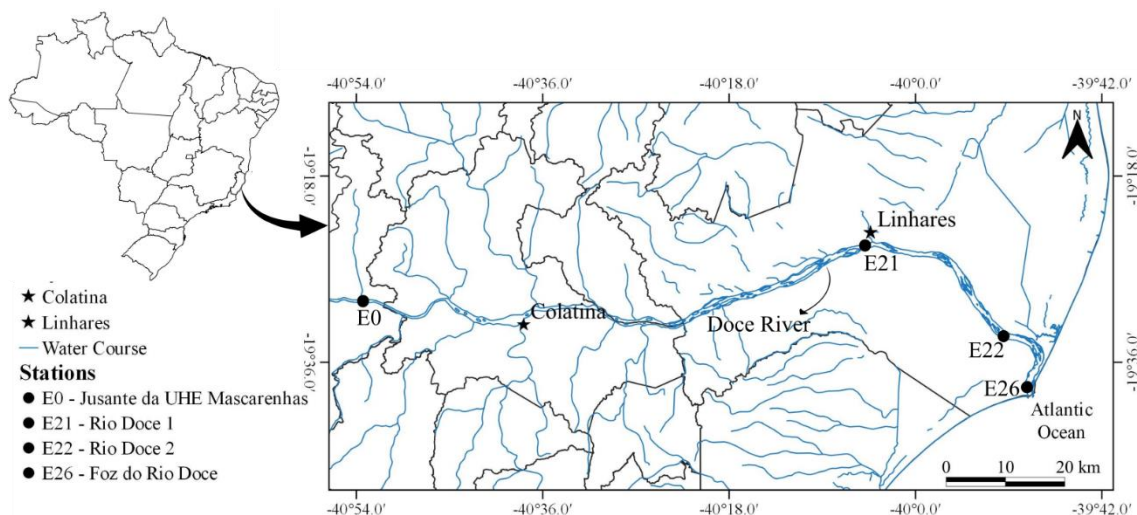 -40°54.0' -40°36.0' -40°18.0' -40°0.0' -39°42.0'
N
-19°18.0' -19°18.0'
Linhares
E21
E0
Colatina
Doce River
E22
-19°36.0' -19°36.0'
E26
Atlantic
Ocean
0 10 20 km
-40°54.0' -40°36.0' -40°18.0' -40°0.0' -39°42.0'
Colatina
Linhares
Water Course
Stations
E0 - Jusante da UHE Mascarenhas
E21 - Rio Doce 1
E22 - Rio Doce 2
E26 - Foz do Rio Doce